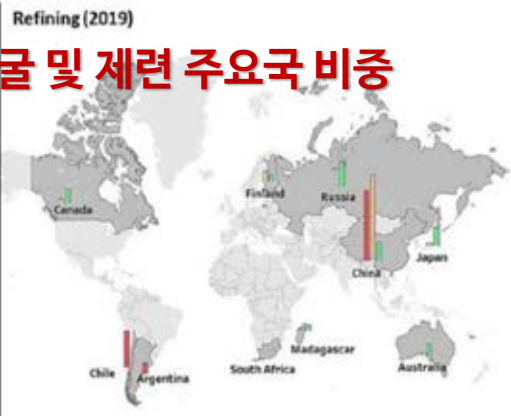 Refining (2019)
굴 및 제련 주요국 비중
Finland
Russia
Canada
Japan
China
Madagascar
South Africa
Chile
Argentina
Australia